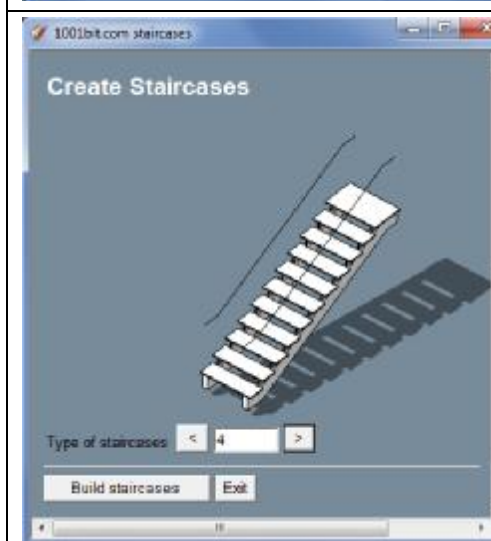 1001bit.com staircases
Create Staircases
Type of staircases < 4 >
Build staircases Exit